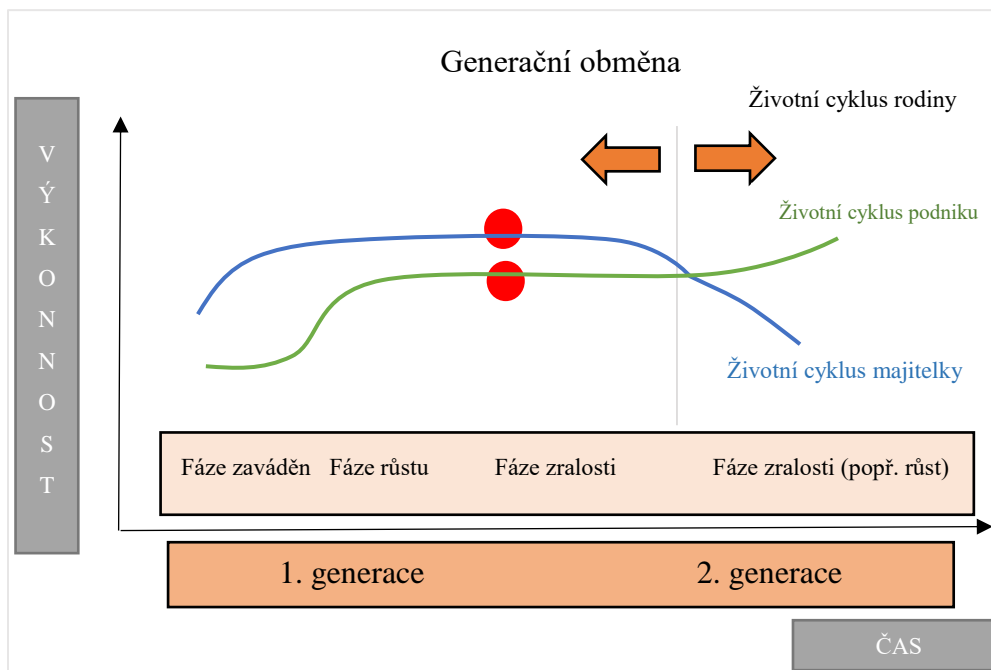 Generační obměna
Životní cyklus rodiny
VÝKONNOST
Životní cyklus podniku
Životní cyklus majitelky
Fáze zaváděn
Fáze růstu
Fáze zralosti
Fáze zralosti (popř. růst)
1. generace
2. generace
ČAS